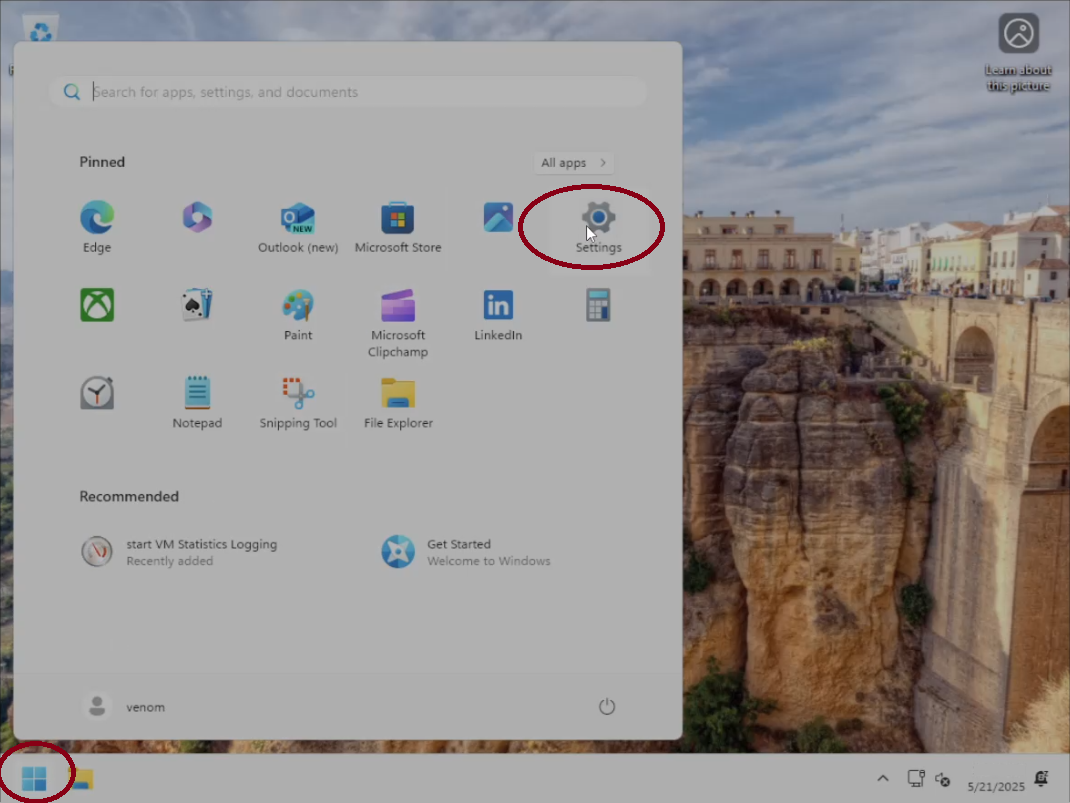 Learn about
this picture
Search for apps, settings, and documents
Pinned
All apps
Edge
Outlook (new)
NEW
Microsoft Store
Settings
Paint
Microsoft
Clipchamp
LinkedIn
in
Notepad
Snipping Tool
File Explorer
Recommended
start VM Statistics Logging
Recently added
Get Started
Welcome to Windows
venom
5/21/2025